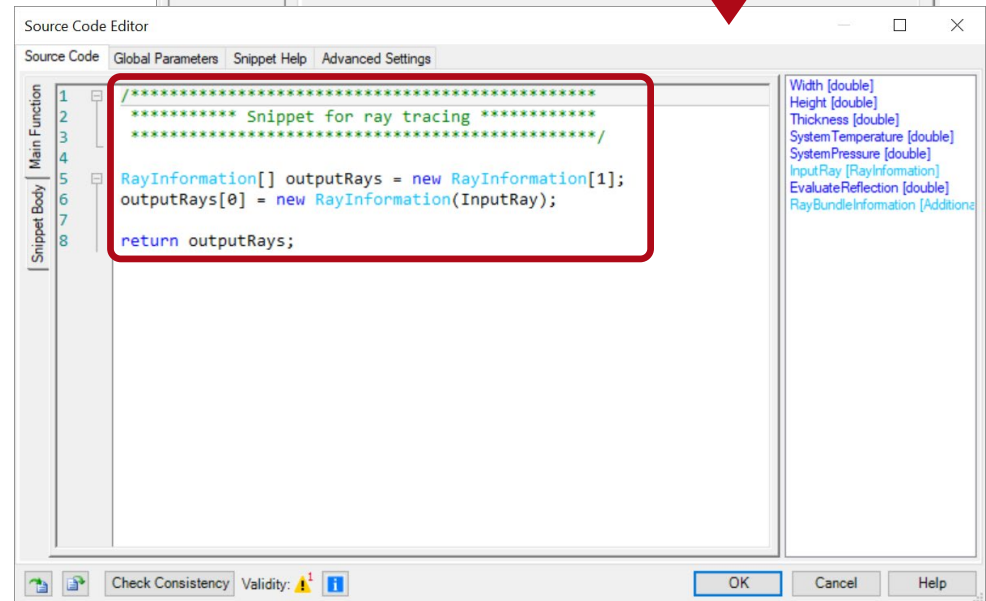 Source Code Editor
Source Code Global Parameters Snippet Help Advanced Settings
Main Function
Snippet Body
1 /************************************************
2 *********** Snippet for ray tracing ************
3 ************************************************/
4
5 RayInformation[] outputRays = new RayInformation[1];
6 outputRays[0] = new RayInformation(InputRay);
7
8 return outputRays;
Width [double]
Height [double]
Thickness [double]
SystemTemperature [double]
SystemPressure [double]
InputRay [RayInformation]
EvaluateReflection [double]
RayBundleInformation [Additiona
Check Consistency Validity: 1 OK Cancel Help